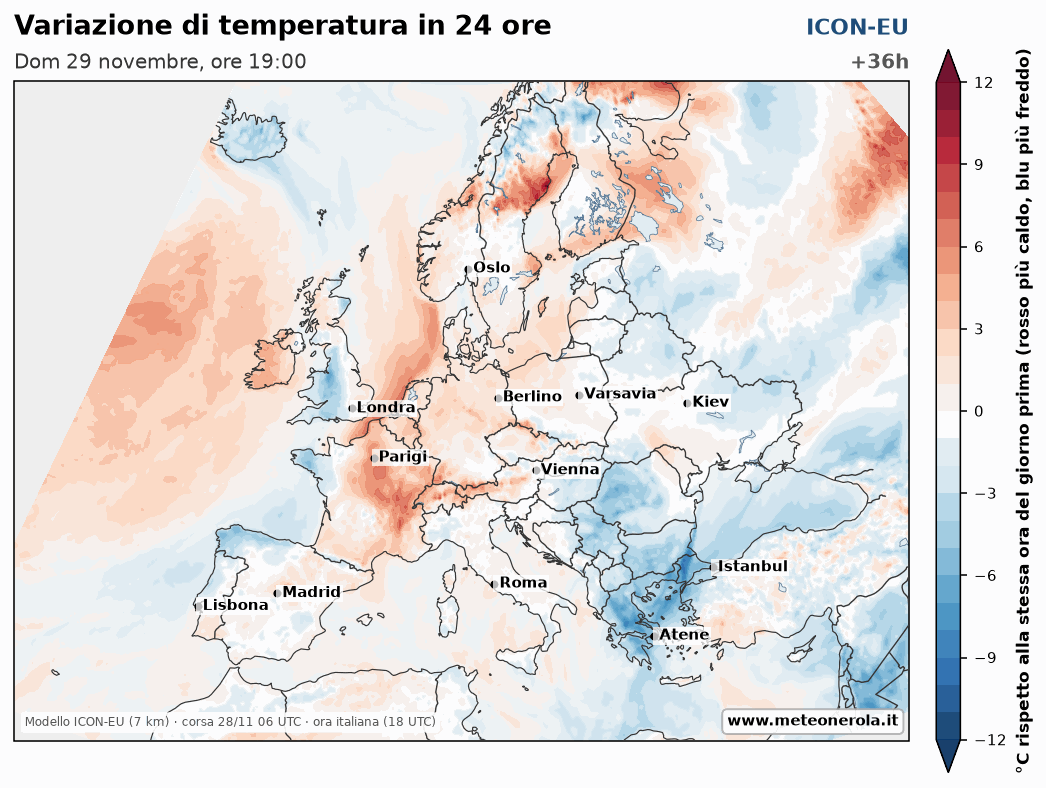 Variazione di temperatura in 24 ore
ICON-EU
Dom 29 novembre, ore 19:00
+36h
Oslo
Londra
Berlino
Varsavia
Kiev
Parigi
Vienna
Istanbul
Roma
Madrid
Lisbona
Atene
Modello ICON-EU (7 km) · corsa 28/11 06 UTC · ora italiana (18 UTC)
www.meteonerola.it
12
9
6
3
0
−3
−6
−9
−12
°C rispetto alla stessa ora del giorno prima (rosso più caldo, blu più freddo)